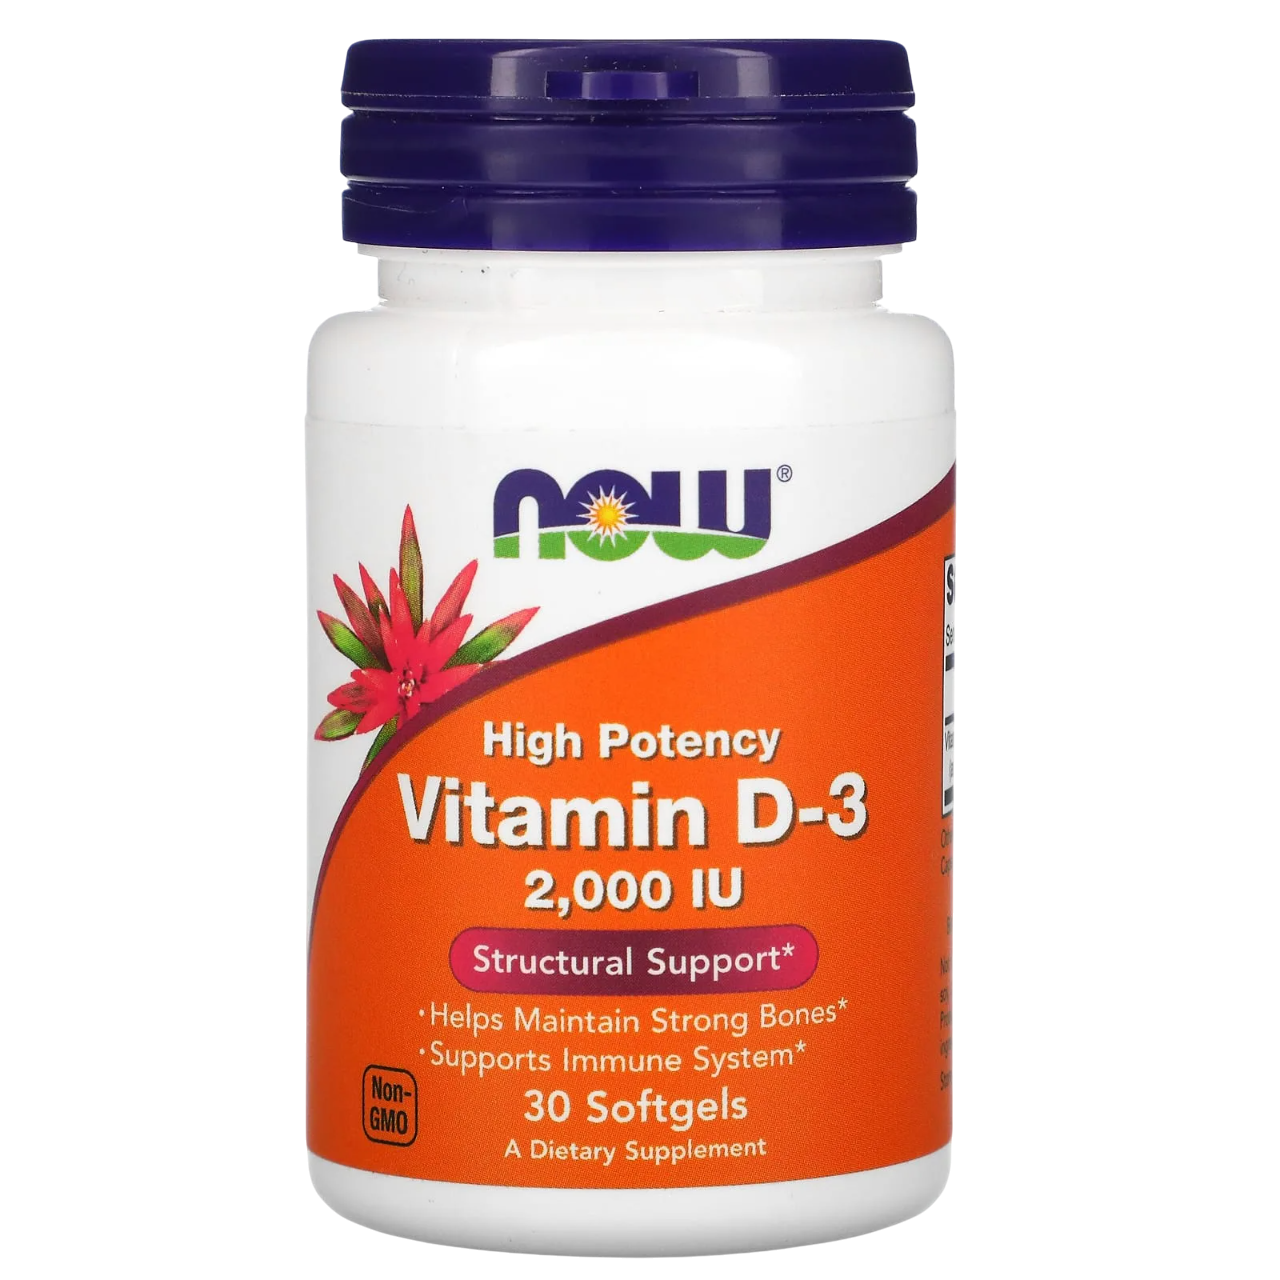 now®
High Potency
Vitamin D-3
2,000 IU
Structural Support*
•Helps Maintain Strong Bones*
•Supports Immune System*
30 Softgels
A Dietary Supplement
Non-
GMO